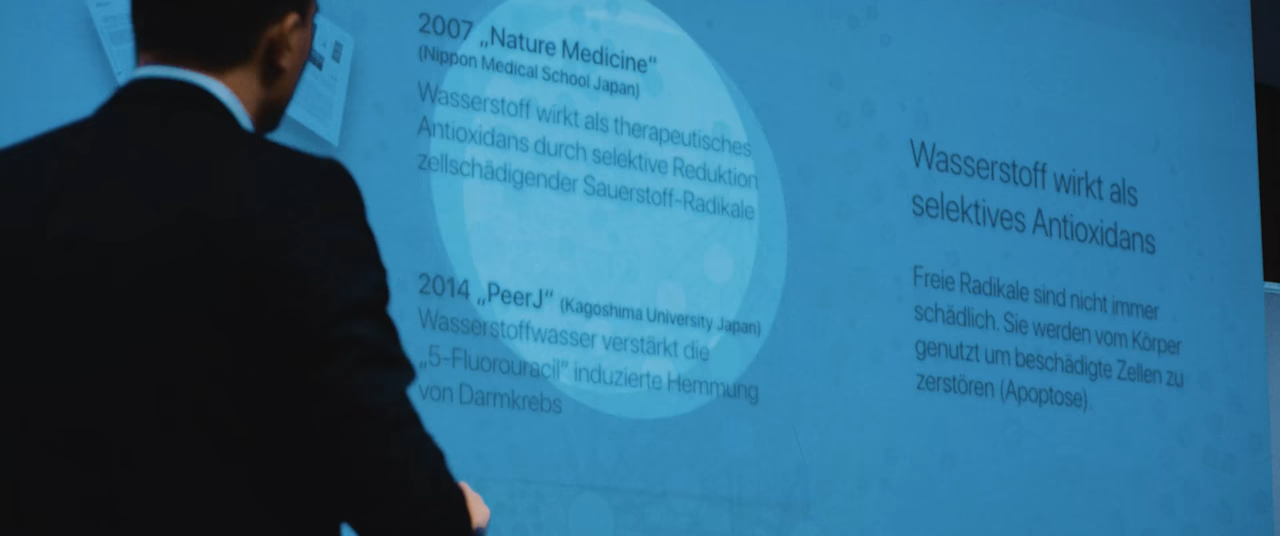 2007 „Nature Medicine“
(Nippon Medical School Japan)
Wasserstoff wirkt als therapeutisches
Antioxidans durch selektive Reduktion
zellschädigender Sauerstoff-Radikale
2014 „PeerJ“ (Kagoshima University Japan)
Wasserstoffwasser verstärkt die
„5-Fluorouracil“ induzierte Hemmung
von Darmkrebs
Wasserstoff wirkt als
selektives Antioxidans
Freie Radikale sind nicht immer
schädlich. Sie werden vom Körper
genutzt um beschädigte Zellen zu
zerstören (Apoptose).